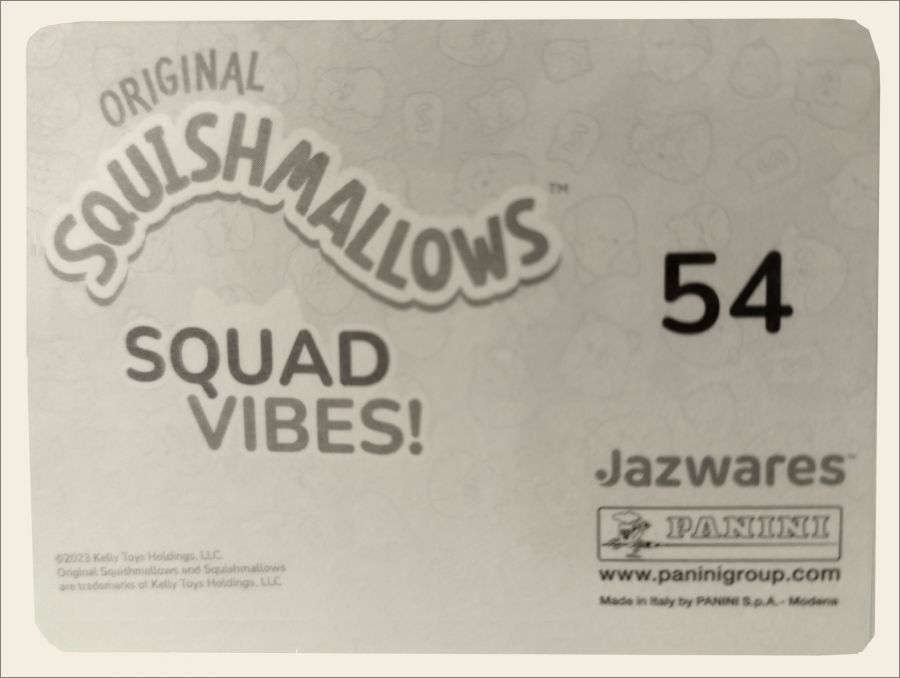 ORIGINAL
SQUISHMALLOWS™
SQUAD
VIBES!
54
Jazwares™
PANINI
www.paninigroup.com
Made in Italy by PANINI S.p.A. - Modena
©2023 Kelly Toys Holdings, LLC.
Original Squishmallows and Squishmallows
are trademarks of Kelly Toys Holdings, LLC